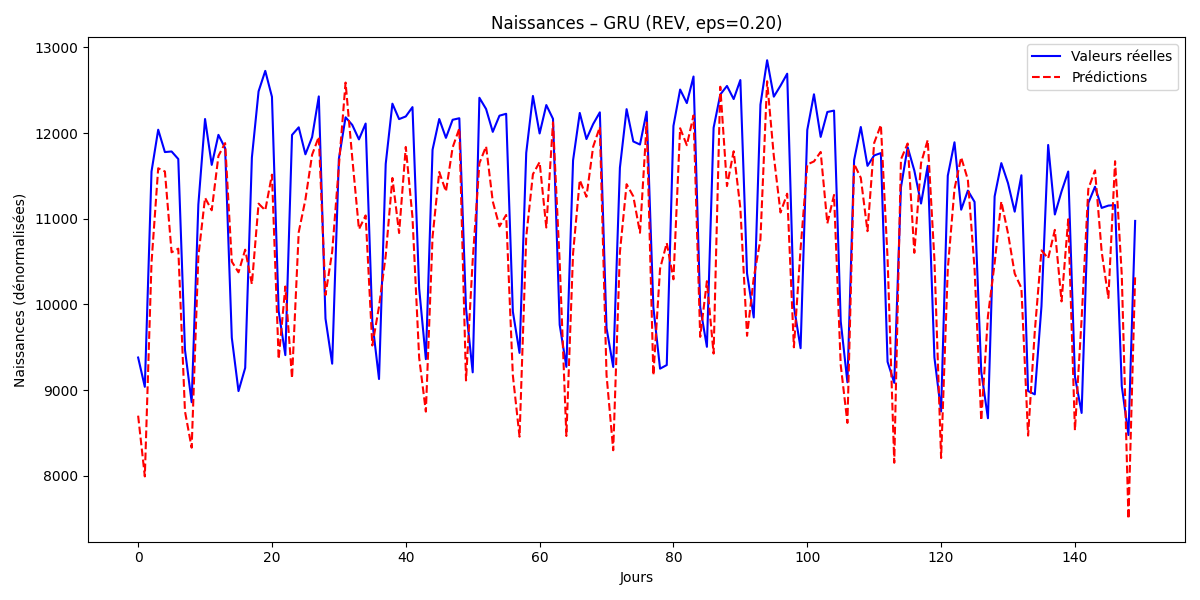 Naissances – GRU (REV, eps=0.20)
Valeurs réelles
Prédictions
Naissances (dénormalisées)
13000
12000
11000
10000
9000
8000
0 20 40 60 80 100 120 140
Jours